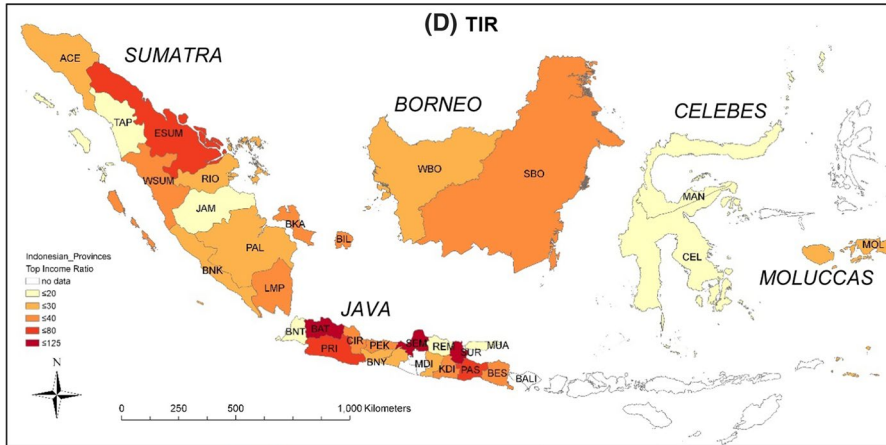 (D) TIR
SUMATRA
BORNEO
CELEBES
MOLUCCAS
JAVA
ACE
TAP
ESUM
WSUM
RIO
JAM
BKA
BIL
PAL
BNK
LMP
WBO
SBO
MAN
CEL
MOL
BNT
BAT
PRI
CIR
PEK
BNY
SEM
MDI
REM
KDI
SUR
PAS
MUA
BES
BALI
Indonesian_Provinces
Top Income Ratio
no data
≤20
≤30
≤40
≤80
≤125
N
0 250 500 1,000 Kilometers